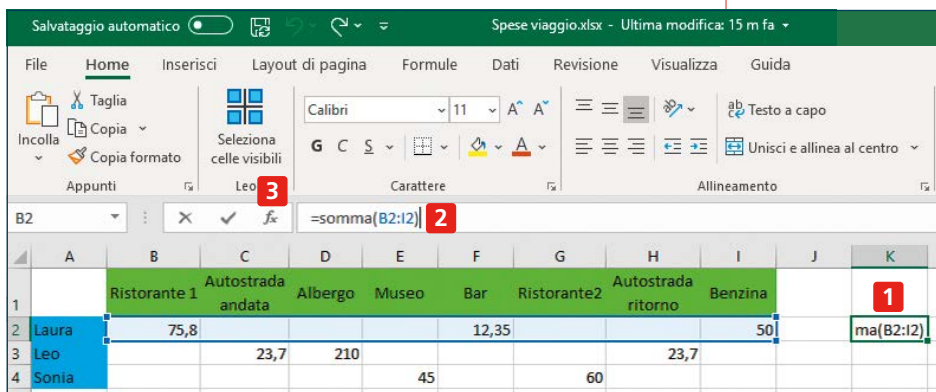 Salvataggio automatico Spese viaggio.xlsx - Ultima modifica: 15 m fa
File Home Inserisci Layout di pagina Formule Dati Revisione Visualizza Guida
Incolla
Taglia
Copia
Copia formato
Appunti
Seleziona
celle visibili
Leo
Calibri 11 A^ Aˇ
G C S A
Carattere
ab Testo a capo
Unisci e allinea al centro
Allineamento
3
B2 fx =somma(B2:I2) 2
A B C D E F G H I J K
1 Ristorante 1 Autostrada andata Albergo Museo Bar Ristorante2 Autostrada ritorno Benzina 1
2 Laura 75,8 12,35 50 ma(B2:I2)
3 Leo 23,7 210 23,7
4 Sonia 45 60